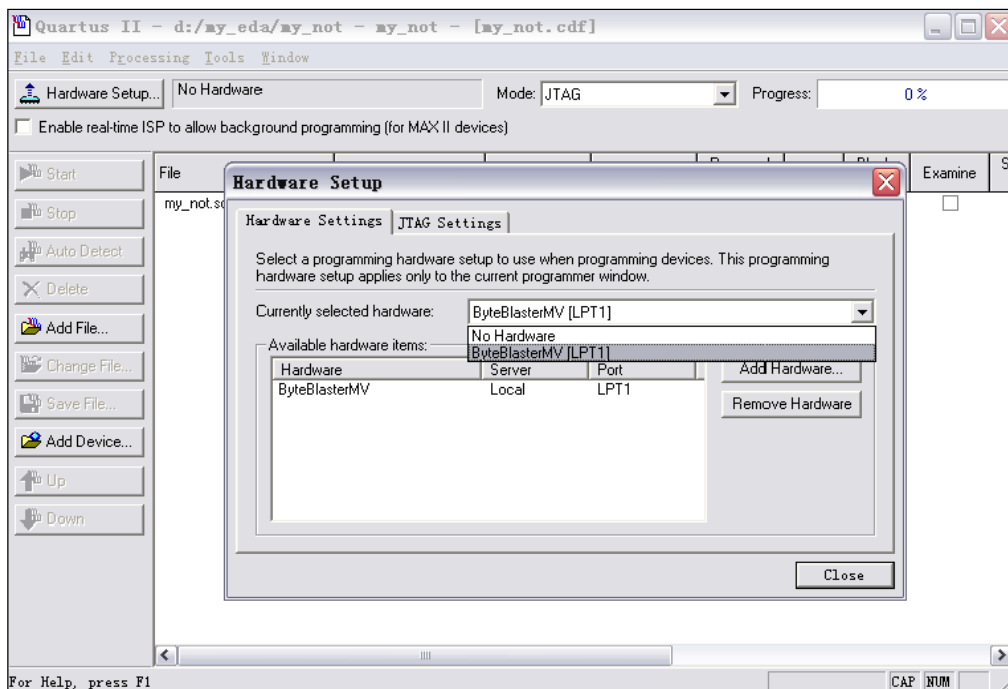 Quartus II - d:/my_eda/my_not - my_not - [my_not.cdf]
File Edit Processing Tools Window
Hardware Setup... No Hardware Mode: JTAG Progress: 0 %
Enable real-time ISP to allow background programming (for MAX II devices)
Start
Stop
Auto Detect
Delete
Add File...
Change File...
Save File...
Add Device...
Up
Down
File Examine
Hardware Setup
Hardware Settings JTAG Settings
Select a programming hardware setup to use when programming devices. This programming
hardware setup applies only to the current programmer window.
Currently selected hardware: ByteBlasterMV [LPT1]
No Hardware
ByteBlasterMV [LPT1]
Available hardware items:
Hardware Server Port
ByteBlasterMV Local LPT1
Add Hardware...
Remove Hardware
Close
For Help, press F1 CAP NUM